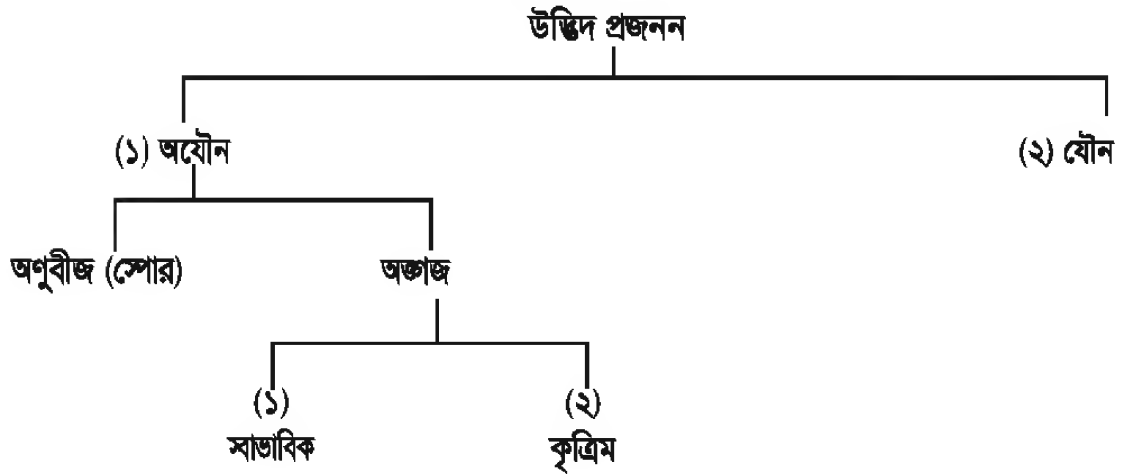 উদ্ভিদ প্রজনন
(১) অযৌন
(২) যৌন
অণুবীজ (স্পোর)
অঙ্গজ
(১)
স্বাভাবিক
(২)
কৃত্রিম